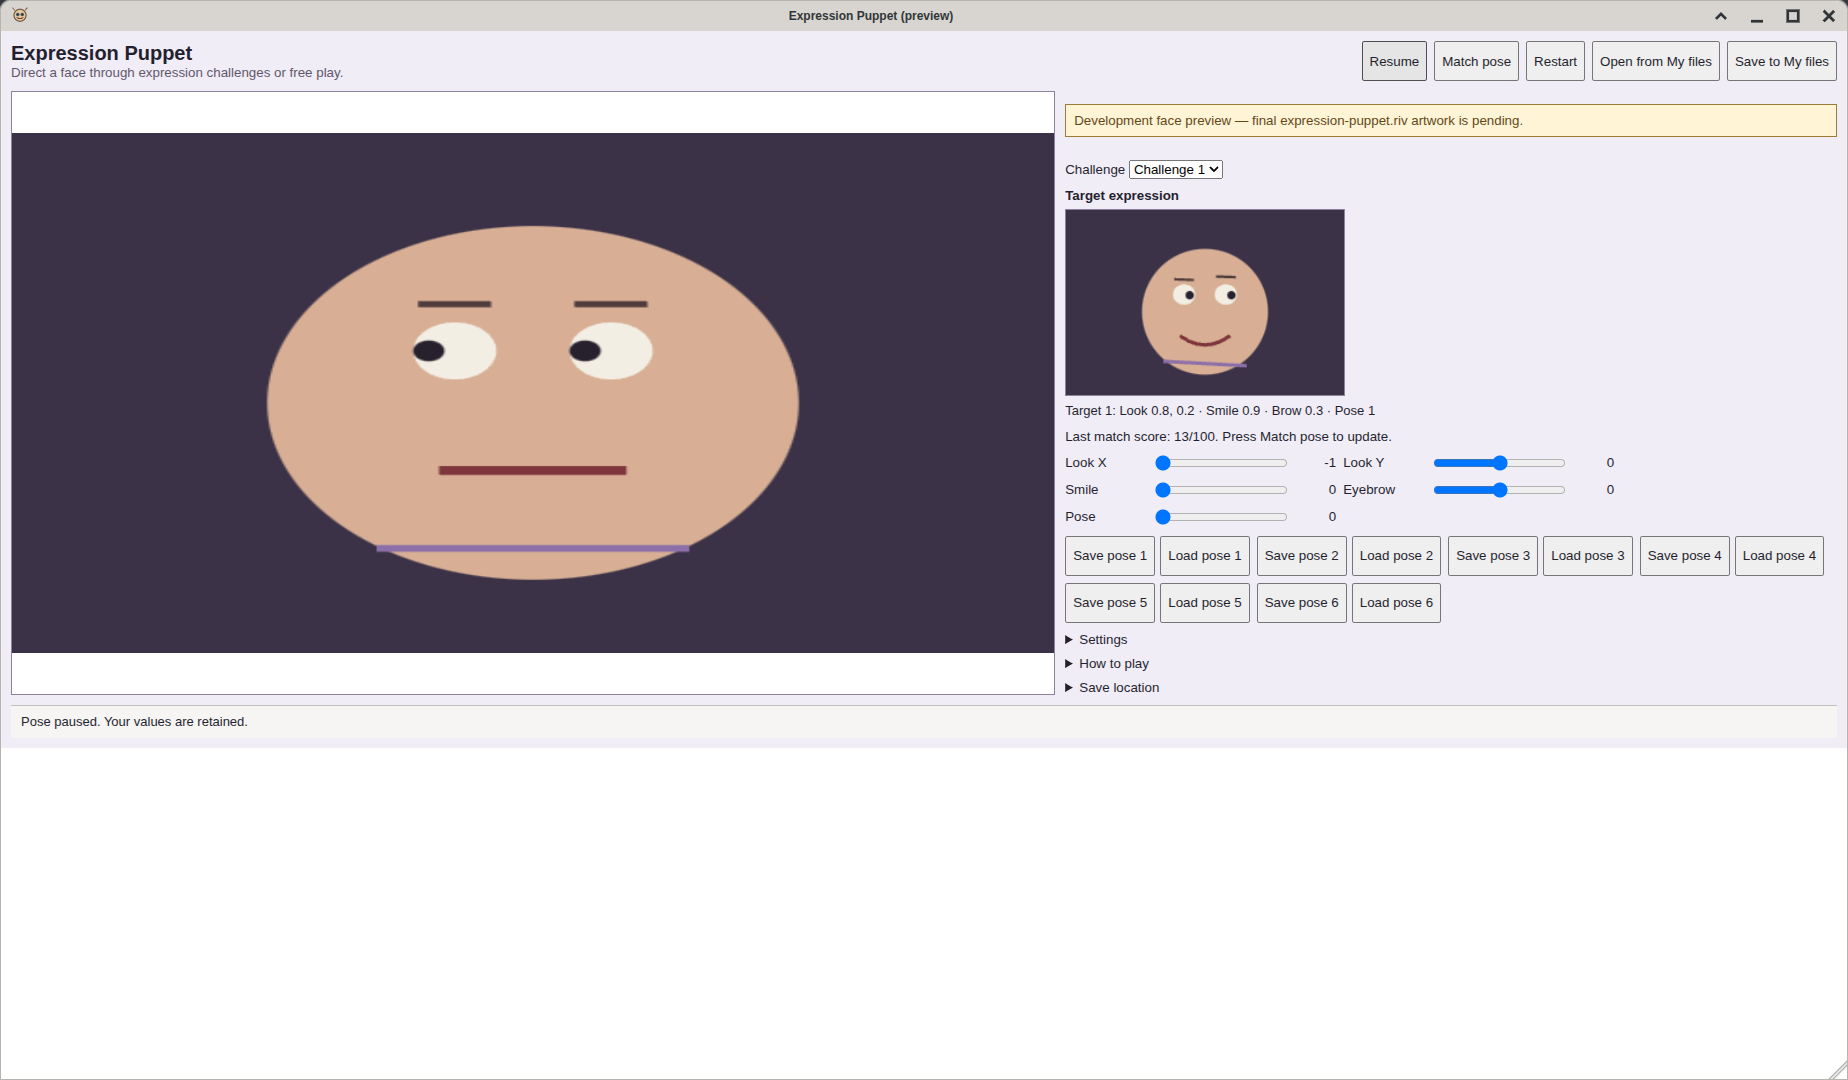 Expression Puppet (preview)
Expression Puppet
Direct a face through expression challenges or free play.
Resume
Match pose
Restart
Open from My files
Save to My files
Development face preview — final expression-puppet.riv artwork is pending.
Challenge Challenge 1
Target expression
Target 1: Look 0.8, 0.2 · Smile 0.9 · Brow 0.3 · Pose 1
Last match score: 13/100. Press Match pose to update.
Look X -1 Look Y 0
Smile 0 Eyebrow 0
Pose 0
Save pose 1 Load pose 1 Save pose 2 Load pose 2 Save pose 3 Load pose 3 Save pose 4 Load pose 4
Save pose 5 Load pose 5 Save pose 6 Load pose 6
Settings
How to play
Save location
Pose paused. Your values are retained.